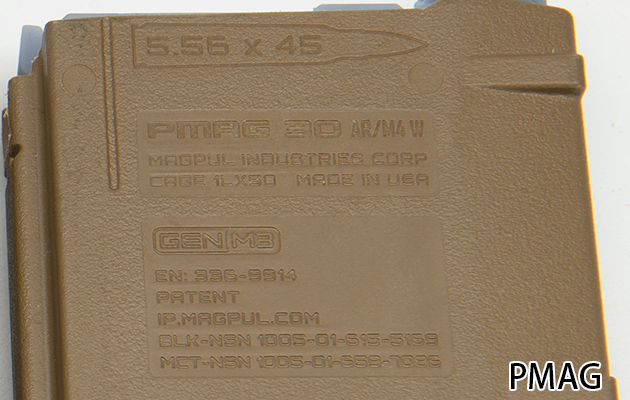 5.56 x 45
PMAG 30 AR/M4 W
MAGPUL INDUSTRIES CORP
CAGE 1LX50 MADE IN USA
GEN M3
EN: 336-9914
PATENT
IP.MAGPUL.COM
BLK-NSN 1005-01-615-5169
MCT-NSN 1005-01-659-7086
PMAG